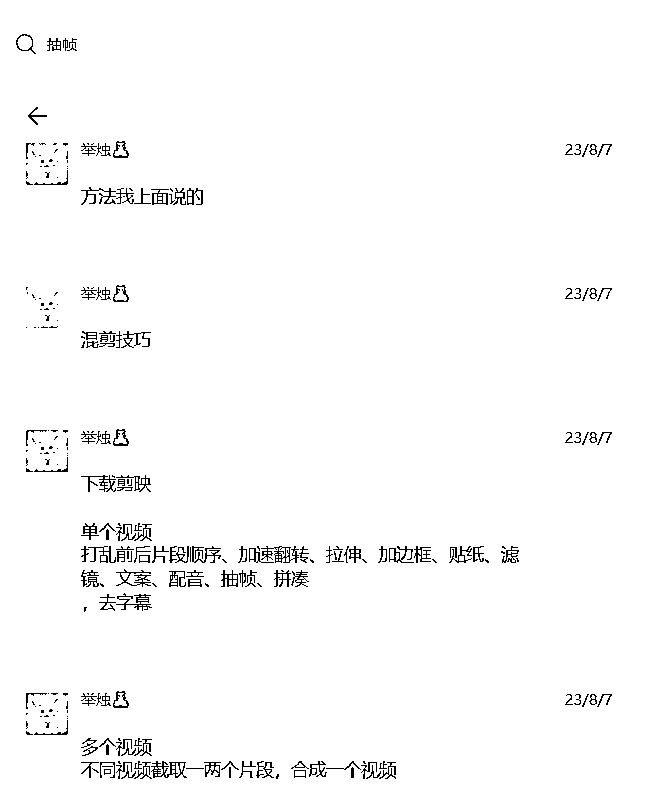 抽帧
举烛
23/8/7
方法我上面说的
举烛
23/8/7
混剪技巧
举烛
23/8/7
下载剪映
单个视频
打乱前后片段顺序、加速翻转、拉伸、加边框、贴纸、滤
镜、文案、配音、抽帧、拼凑
，去字幕
举烛
23/8/7
多个视频
不同视频截取一两个片段，合成一个视频